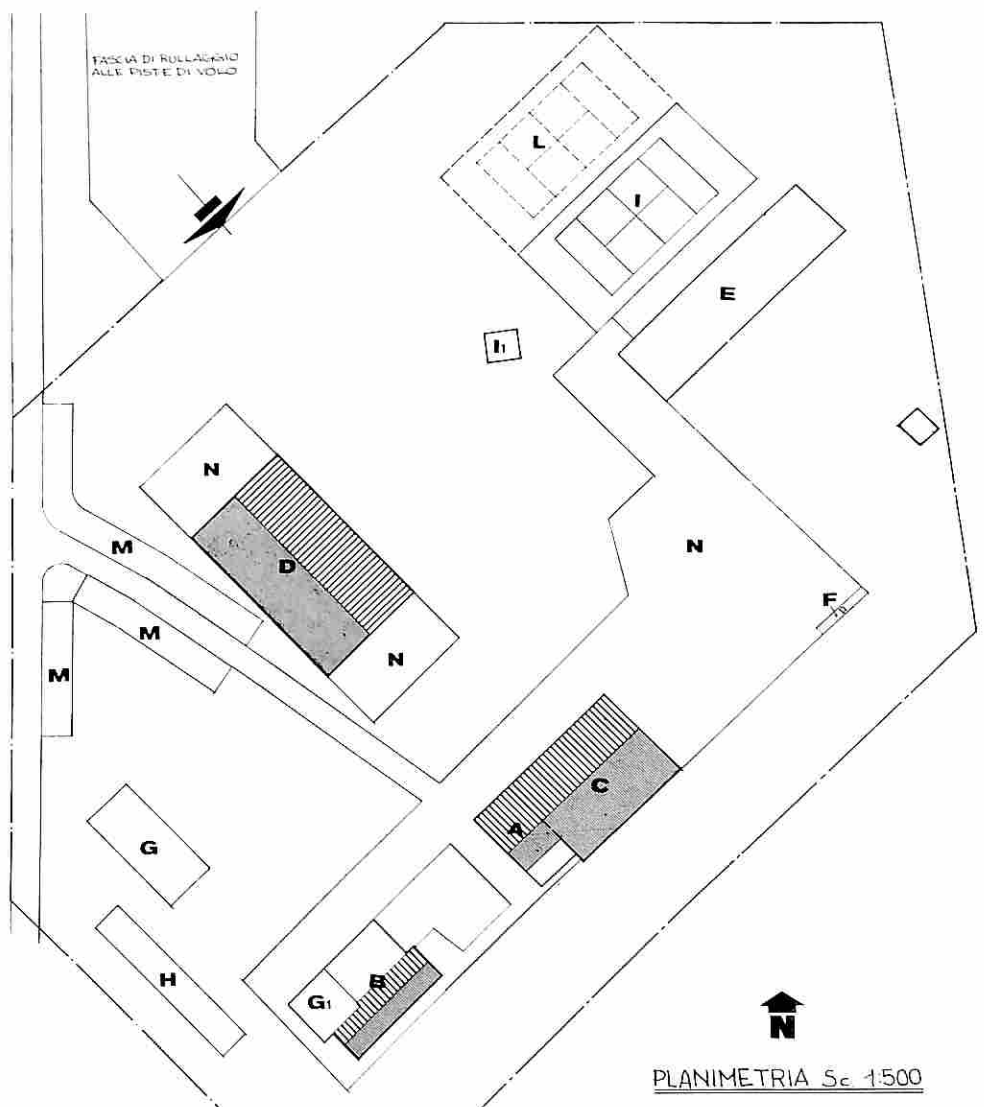 FASCIA DI RULLAGGIO
ALLE PISTE DI VOLO
L
I
E
I1
N
D
N
M
M
M
N
F
C
A
G
H
B
G1
N
PLANIMETRIA Sc 1:500